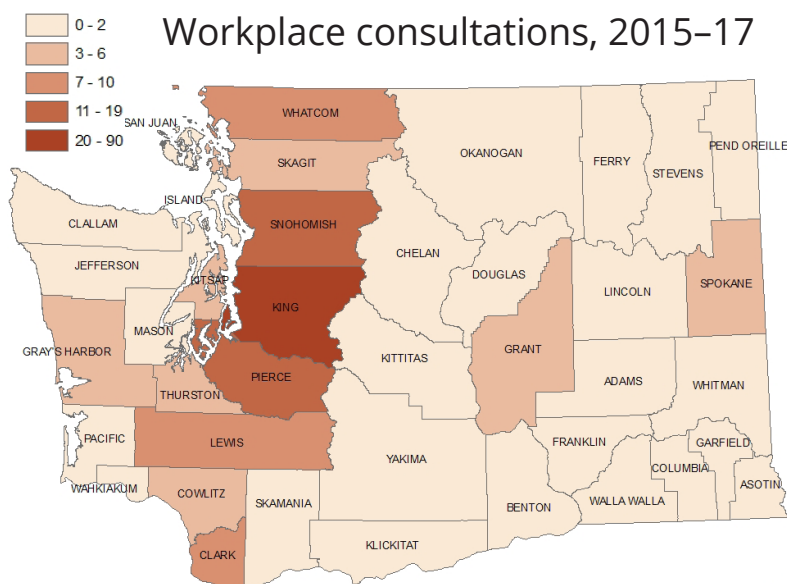 Workplace consultations, 2015–17
0 - 2
3 - 6
7 - 10
11 - 19
20 - 90
WHATCOM
SAN JUAN
SKAGIT
OKANOGAN
FERRY
STEVENS
PEND OREILLE
ISLAND
CLALLAM
SNOHOMISH
CHELAN
JEFFERSON
KITSAP
DOUGLAS
LINCOLN
SPOKANE
KING
MASON
GRAY'S HARBOR
KITTITAS
GRANT
PIERCE
ADAMS
WHITMAN
THURSTON
PACIFIC
LEWIS
YAKIMA
FRANKLIN
GARFIELD
COLUMBIA
WAHKIAKUM
COWLITZ
SKAMANIA
BENTON
WALLA WALLA
ASOTIN
KLICKITAT
CLARK